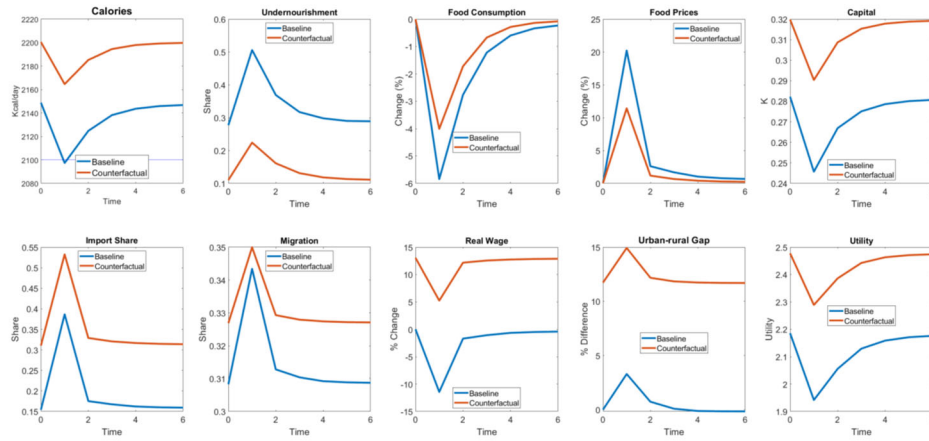 Calories
Kcal/day
2220
2200
2180
2160
2140
2120
2100
2080
Baseline
Counterfactual
0 2 4 6
Time
Undernourishment
Share
0.6
0.5
0.4
0.3
0.2
0.1
Baseline
Counterfactual
0 2 4 6
Time
Food Consumption
Change (%)
0
-1
-2
-3
-4
-5
-6
Baseline
Counterfactual
0 2 4 6
Time
Food Prices
Change (%)
25
20
15
10
5
0
Baseline
Counterfactual
0 2 4 6
Time
Capital
K
0.32
0.3
0.28
0.26
0.24
Baseline
Counterfactual
0 2 4 6
Time
Import Share
Share
0.55
0.5
0.45
0.4
0.35
0.3
0.25
0.2
0.15
Baseline
Counterfactual
0 2 4 6
Time
Migration
Share
0.35
0.34
0.33
0.32
0.31
0.3
Baseline
Counterfactual
0 2 4 6
Time
Real Wage
% Change
15
10
5
0
-5
-10
-15
Baseline
Counterfactual
0 2 4 6
Time
Urban-rural Gap
% Difference
15
10
5
0
Baseline
Counterfactual
0 2 4 6
Time
Utility
Utility
2.5
2.4
2.3
2.2
2.1
2
1.9
Baseline
Counterfactual
0 2 4 6
Time